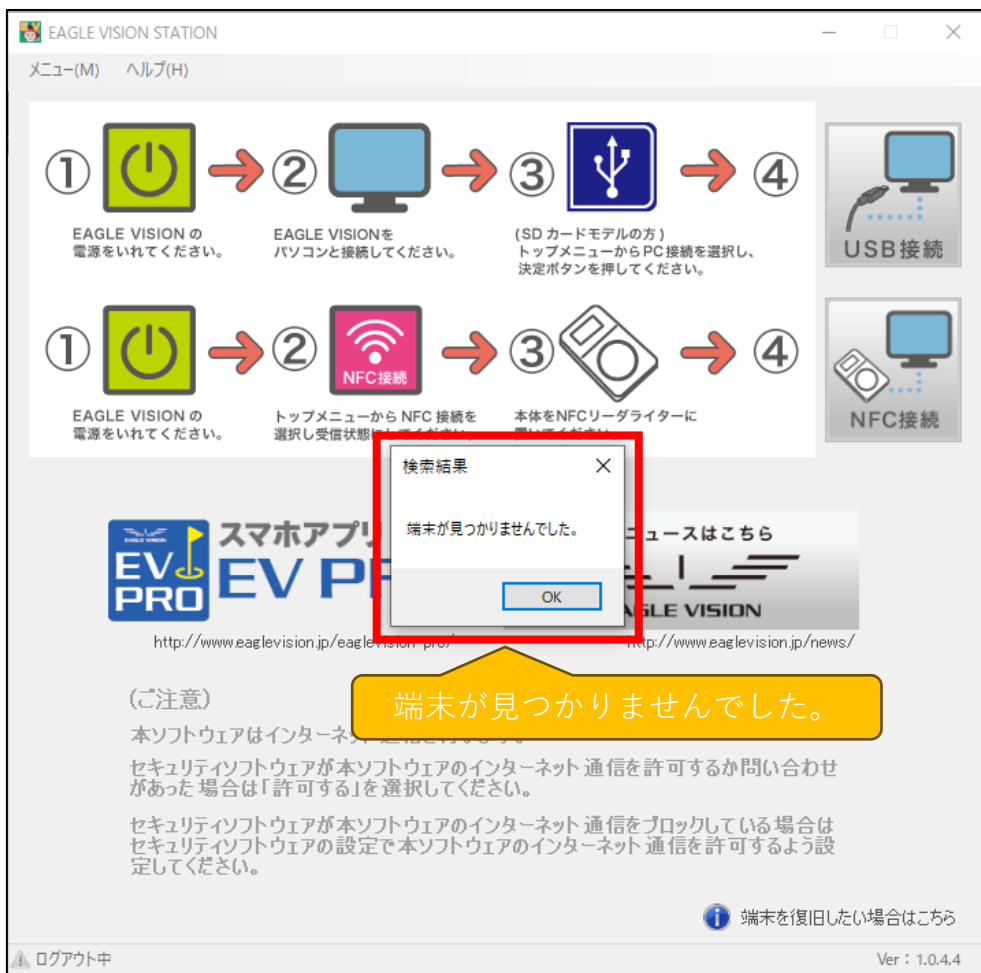 EAGLE VISION STATION
メニュー(M) ヘルプ(H)
① ② ③ ④
EAGLE VISION の
電源をいれてください。
EAGLE VISIONを
パソコンと接続してください。
(SD カードモデルの方)
トップメニューからPC接続を選択し、
決定ボタンを押してください。
USB接続
① ② ③ ④
NFC接続
EAGLE VISION の
電源をいれてください。
トップメニューから NFC 接続を
選択し受信状態
本体をNFCリーダライターに
NFC接続
検索結果
端末が見つかりませんでした。
OK
スマホアプリ
EAGLE VISION
EV
PRO
EV P
ュースはこちら
GLE VISION
http://www.eaglevision.jp/eaglevision-pro/
http://www.eaglevision.jp/news/
端末が見つかりませんでした。
(ご注意)
本ソフトウェアはインターネット
セキュリティソフトウェアが本ソフトウェアのインターネット通信を許可するか問い合わせ
があった場合は「許可する」を選択してください。
セキュリティソフトウェアが本ソフトウェアのインターネット通信をブロックしている場合は
セキュリティソフトウェアの設定で本ソフトウェアのインターネット通信を許可するよう設
定してください。
端末を復旧したい場合はこちら
ログアウト中
Ver : 1.0.4.4